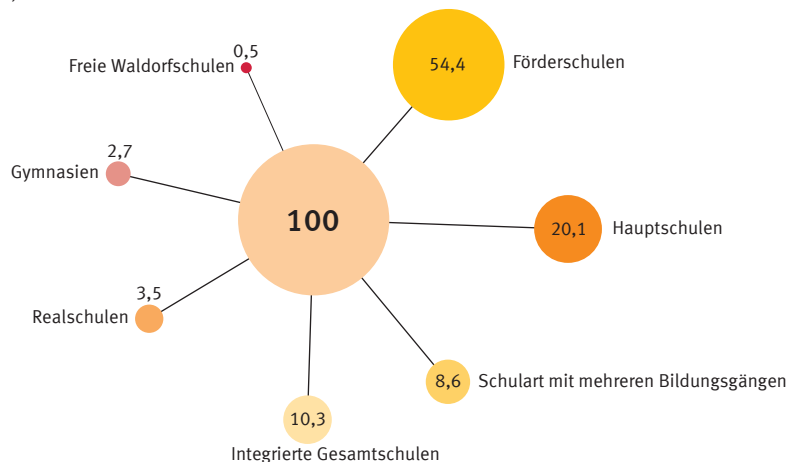 0,5
Freie Waldorfschulen
54,4
Förderschulen
2,7
Gymnasien
100
20,1
Hauptschulen
3,5
Realschulen
8,6
Schulart mit mehreren Bildungsgängen
10,3
Integrierte Gesamtschulen